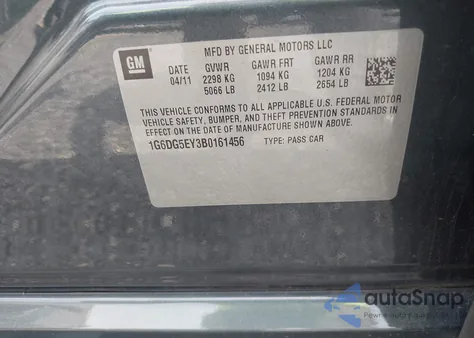 GM
MFD BY GENERAL MOTORS LLC
DATE GVWR GAWR FRT GAWR RR
04/11 2298 KG 1094 KG 1204 KG
5066 LB 2412 LB 2654 LB
THIS VEHICLE CONFORMS TO ALL APPLICABLE U.S. FEDERAL MOTOR
VEHICLE SAFETY, BUMPER, AND THEFT PREVENTION STANDARDS IN
EFFECT ON THE DATE OF MANUFACTURE SHOWN ABOVE.
1G6DG5EY3B0161456 TYPE: PASS CAR
autoSnap